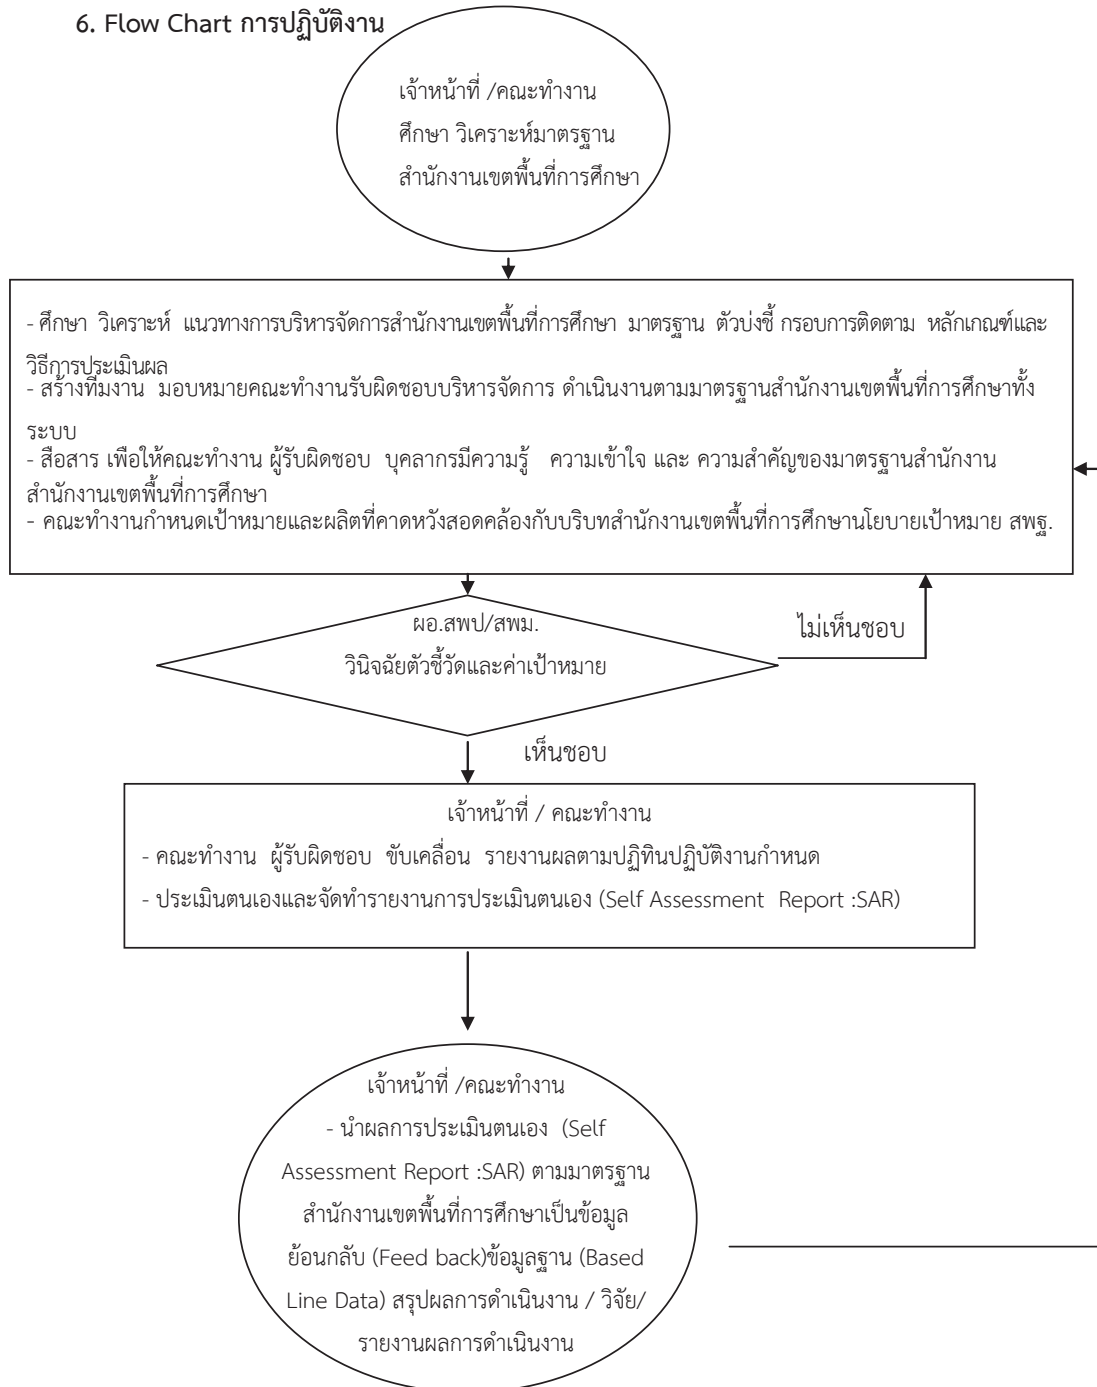 6. Flow Chart การปฏิบัติงาน
เจ้าหน้าที่ /คณะทำงาน
ศึกษา วิเคราะห์มาตรฐาน
สำนักงานเขตพื้นที่การศึกษา
- ศึกษา วิเคราะห์ แนวทางการบริหารจัดการสำนักงานเขตพื้นที่การศึกษา มาตรฐาน ตัวบ่งชี้ กรอบการติดตาม หลักเกณฑ์และ
วิธีการประเมินผล
- สร้างทีมงาน มอบหมายคณะทำงานรับผิดชอบบริหารจัดการ ดำเนินงานตามมาตรฐานสำนักงานเขตพื้นที่การศึกษาทั้ง
ระบบ
- สื่อสาร เพื่อให้คณะทำงาน ผู้รับผิดชอบ บุคลากรมีความรู้ ความเข้าใจ และ ความสำคัญของมาตรฐานสำนักงาน
สำนักงานเขตพื้นที่การศึกษา
- คณะทำงานกำหนดเป้าหมายและผลิตที่คาดหวังสอดคล้องกับบริบทสำนักงานเขตพื้นที่การศึกษานโยบายเป้าหมาย สพฐ.
ผอ.สพป/สพม.
วินิจฉัยตัวชี้วัดและค่าเป้าหมาย
ไม่เห็นชอบ
เห็นชอบ
เจ้าหน้าที่ / คณะทำงาน
- คณะทำงาน ผู้รับผิดชอบ ขับเคลื่อน รายงานผลตามปฏิทินปฏิบัติงานกำหนด
- ประเมินตนเองและจัดทำรายงานการประเมินตนเอง (Self Assessment Report :SAR)
เจ้าหน้าที่ /คณะทำงาน
- นำผลการประเมินตนเอง (Self
Assessment Report :SAR) ตามมาตรฐาน
สำนักงานเขตพื้นที่การศึกษาเป็นข้อมูล
ย้อนกลับ (Feed back)ข้อมูลฐาน (Based
Line Data) สรุปผลการดำเนินงาน / วิจัย/
รายงานผลการดำเนินงาน